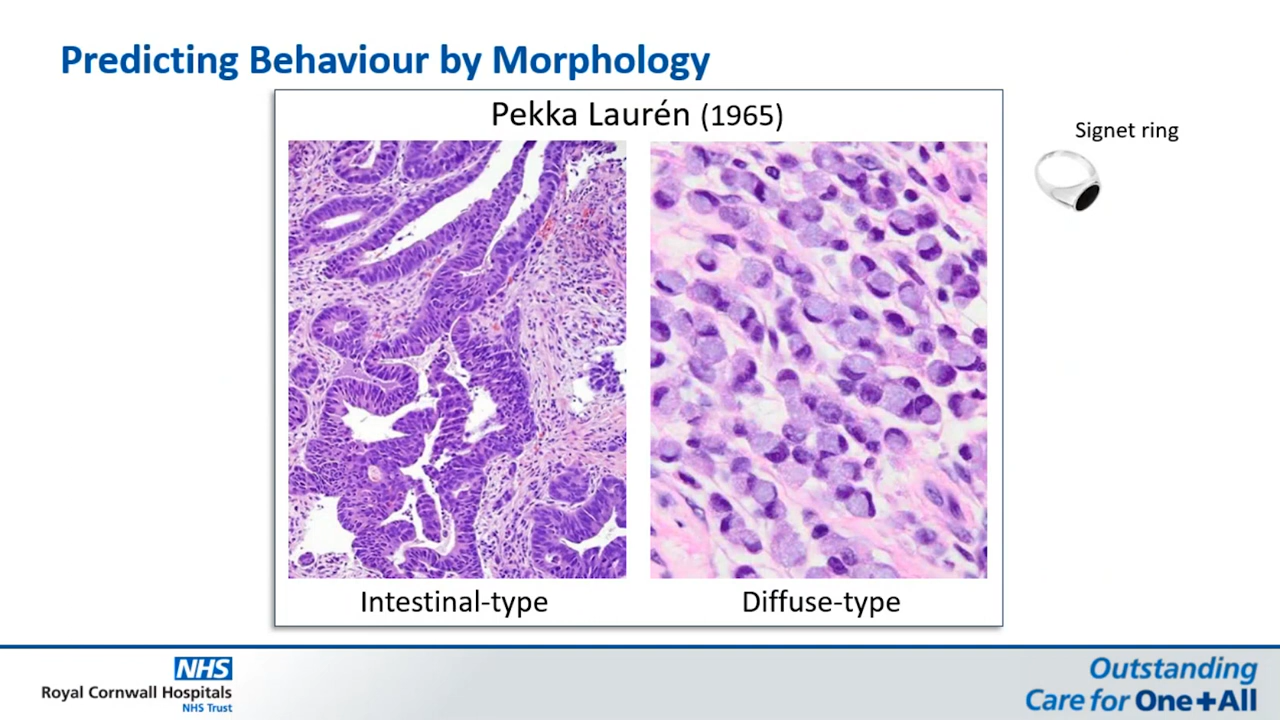 Predicting Behaviour by Morphology
Pekka Laurén (1965)
Signet ring
Intestinal-type
Diffuse-type
NHS
Royal Cornwall Hospitals
NHS Trust
Outstanding
Care for One+All